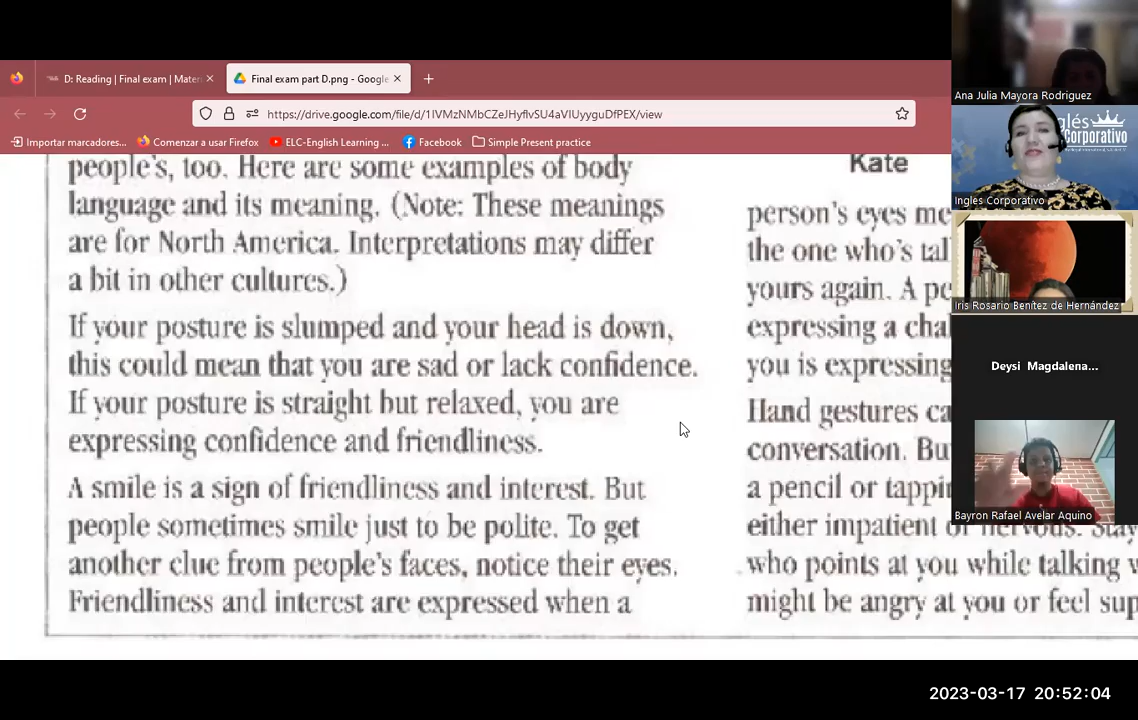 D: Reading | Final exam | Mater
Final exam part D.png - Google
https://drive.google.com/file/d/1IVMzNMbCZeJHyflvSU4aVIUyyguDfPEX/view
Importar marcadores...
Comenzar a usar Firefox
ELC-English Learning ...
Facebook
Simple Present practice
people's, too. Here are some examples of body
language and its meaning. (Note: These meanings
are for North America. Interpretations may differ
a bit in other cultures.)
If your posture is slumped and your head is down,
this could mean that you are sad or lack confidence.
If your posture is straight but relaxed, you are
expressing confidence and friendliness.
A smile is a sign of friendliness and interest. But
people sometimes smile just to be polite. To get
another clue from people's faces, notice their eyes.
Friendliness and interest are expressed when a
Kate
person's eyes me
the one who's tal
yours again. A pe
expressing a cha
you is expressing
Hand gestures ca
conversation. Bu
a pencil or tappin
either impatient or nervous. Stay
who points at you while talking w
might be angry at you or feel sup
Ana Julia Mayora Rodriguez
Inglés
Corporativo
Inglés Corporativo
Iris Rosario Benítez de Hernández
Deysi Magdalena...
Bayron Rafael Avelar Aquino
2023-03-17 20:52:04